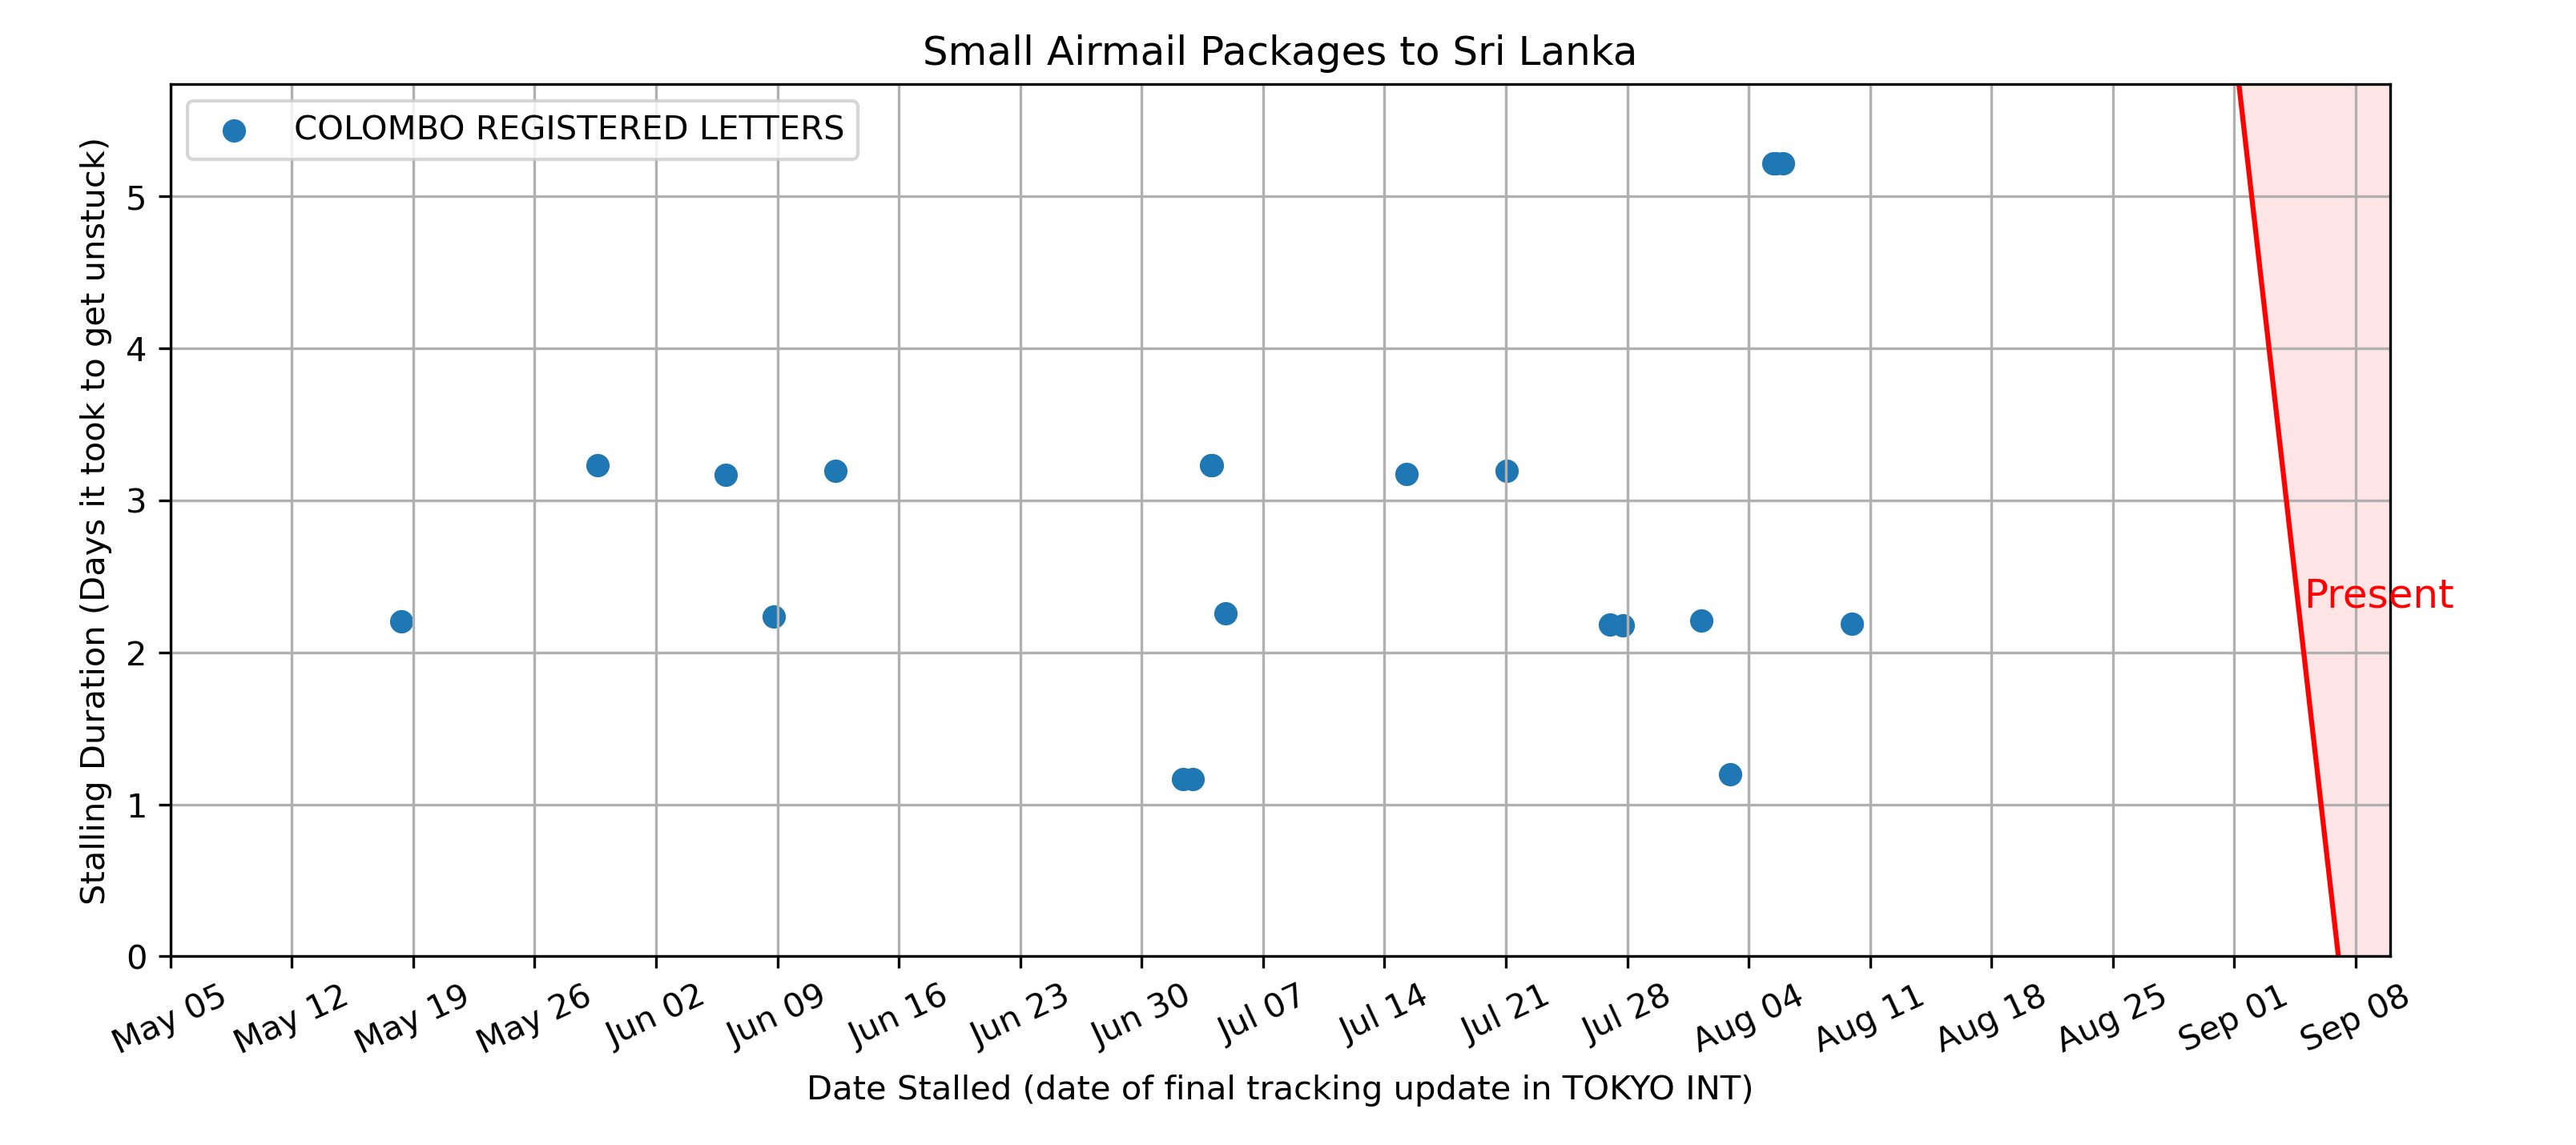 Small Airmail Packages to Sri Lanka
COLOMBO REGISTERED LETTERS
Stalling Duration (Days it took to get unstuck)
5
4
3
2
1
0
Present
May 05
May 12
May 19
May 26
Jun 02
Jun 09
Jun 16
Jun 23
Jun 30
Jul 07
Jul 14
Jul 21
Jul 28
Aug 04
Aug 11
Aug 18
Aug 25
Sep 01
Sep 08
Date Stalled (date of final tracking update in TOKYO INT)